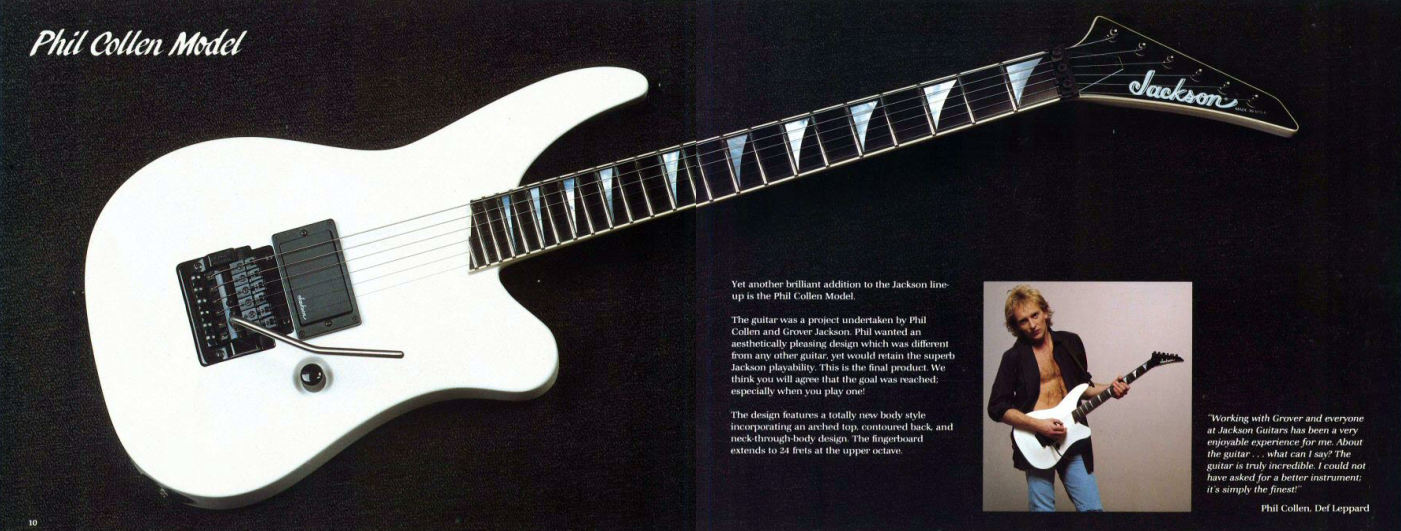 Phil Collen Model
Jackson
MADE IN U.S.A.
Yet another brilliant addition to the Jackson line-
up is the Phil Collen Model.
The guitar was a project undertaken by Phil
Collen and Grover Jackson. Phil wanted an
aesthetically pleasing design which was different
from any other guitar, yet would retain the superb
Jackson playability. This is the final product. We
think you will agree that the goal was reached;
especially when you play one!
The design features a totally new body style
incorporating an arched top, contoured back, and
neck-through-body design. The fingerboard
extends to 24 frets at the upper octave.
Jackson
Jackson
"Working with Grover and everyone
at Jackson Guitars has been a very
enjoyable experience for me. About
the guitar . . . what can I say? The
guitar is truly incredible. I could not
have asked for a better instrument;
it's simply the finest!"
Phil Collen, Def Leppard
10